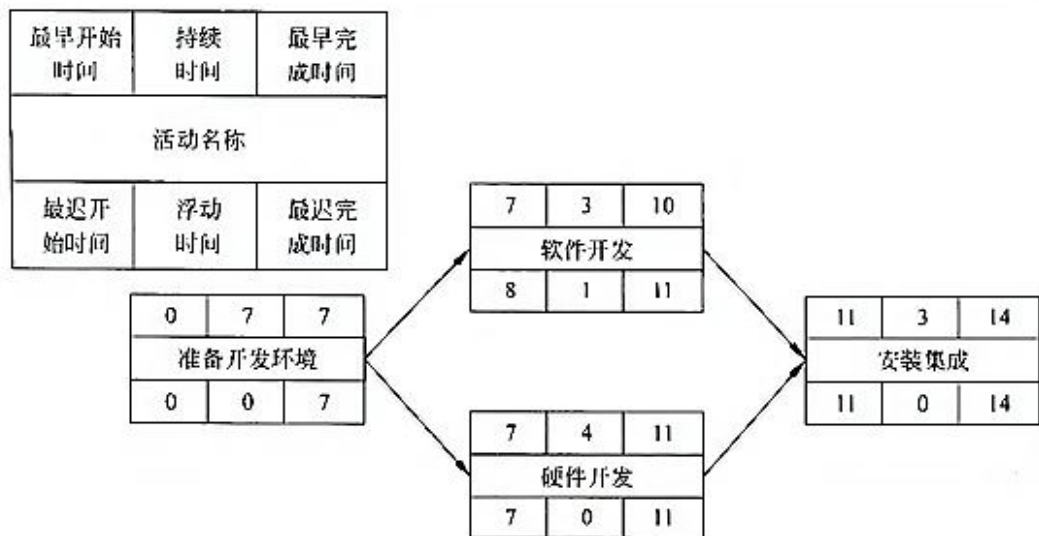 最早开始
时间
持续
时间
最早完
成时间
活动名称
最迟开
始时间
浮动
时间
最迟完
成时间
7 3 10
软件开发
8 1 11
0 7 7
准备开发环境
0 0 7
11 3 14
安装集成
11 0 14
7 4 11
硬件开发
7 0 11